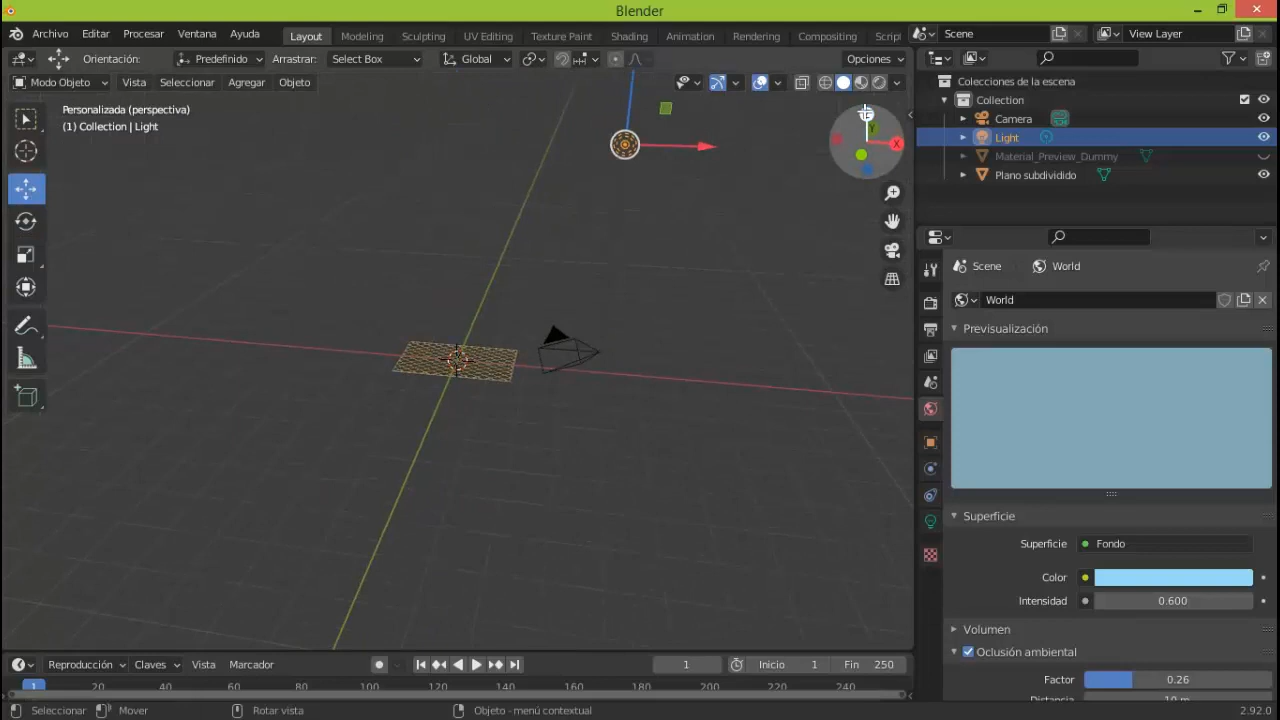 Blender
Archivo Editar Procesar Ventana Ayuda Layout Modeling Sculpting UV Editing Texture Paint Shading Animation Rendering Compositing Script Scene View Layer
Orientación: Predefinido Arrastrar: Select Box Global Opciones
Modo Objeto Vista Seleccionar Agregar Objeto
Personalizada (perspectiva)
(1) Collection | Light
Y
X
Colecciones de la escena
Collection
Camera
Light
Material_Preview_Dummy
Plano subdividido
Scene World
World
Previsualización
Superficie
Superficie Fondo
Color
Intensidad 0.600
Volumen
Oclusión ambiental
Factor 0.26
Reproducción Claves Vista Marcador 1 Inicio 1 Fin 250
1 20 40 60 80 100 120 140 160 180 200 220 240
Seleccionar Mover Rotar vista Objeto - menú contextual 2.92.0